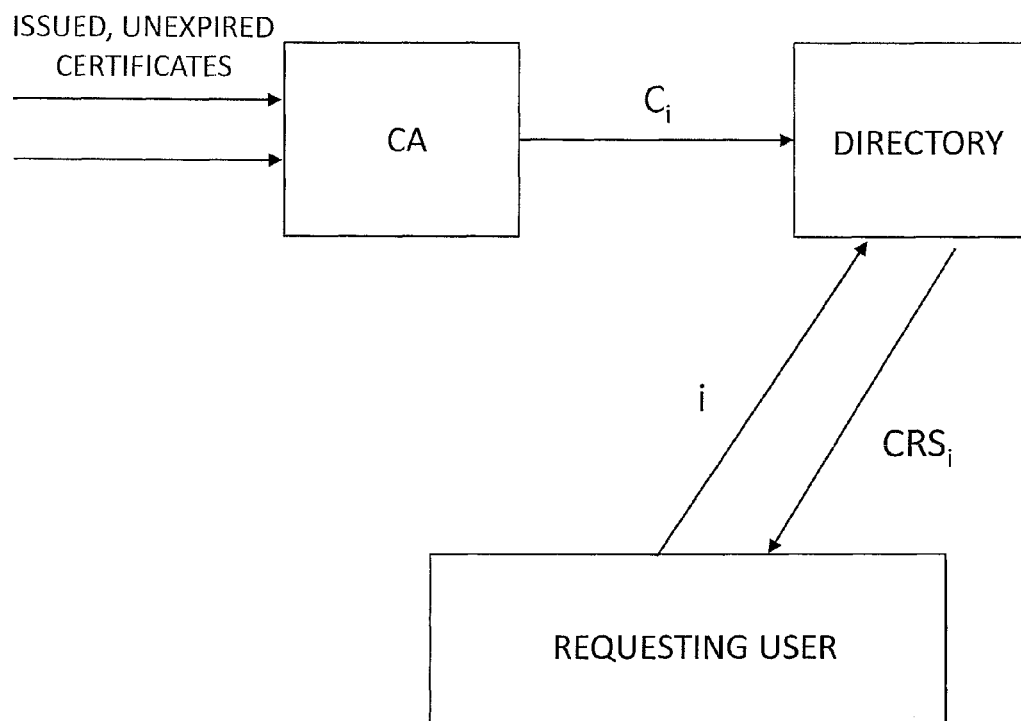 ISSUED, UNEXPIRED
CERTIFICATES
CA
Cᵢ
DIRECTORY
i
CRSᵢ
REQUESTING USER